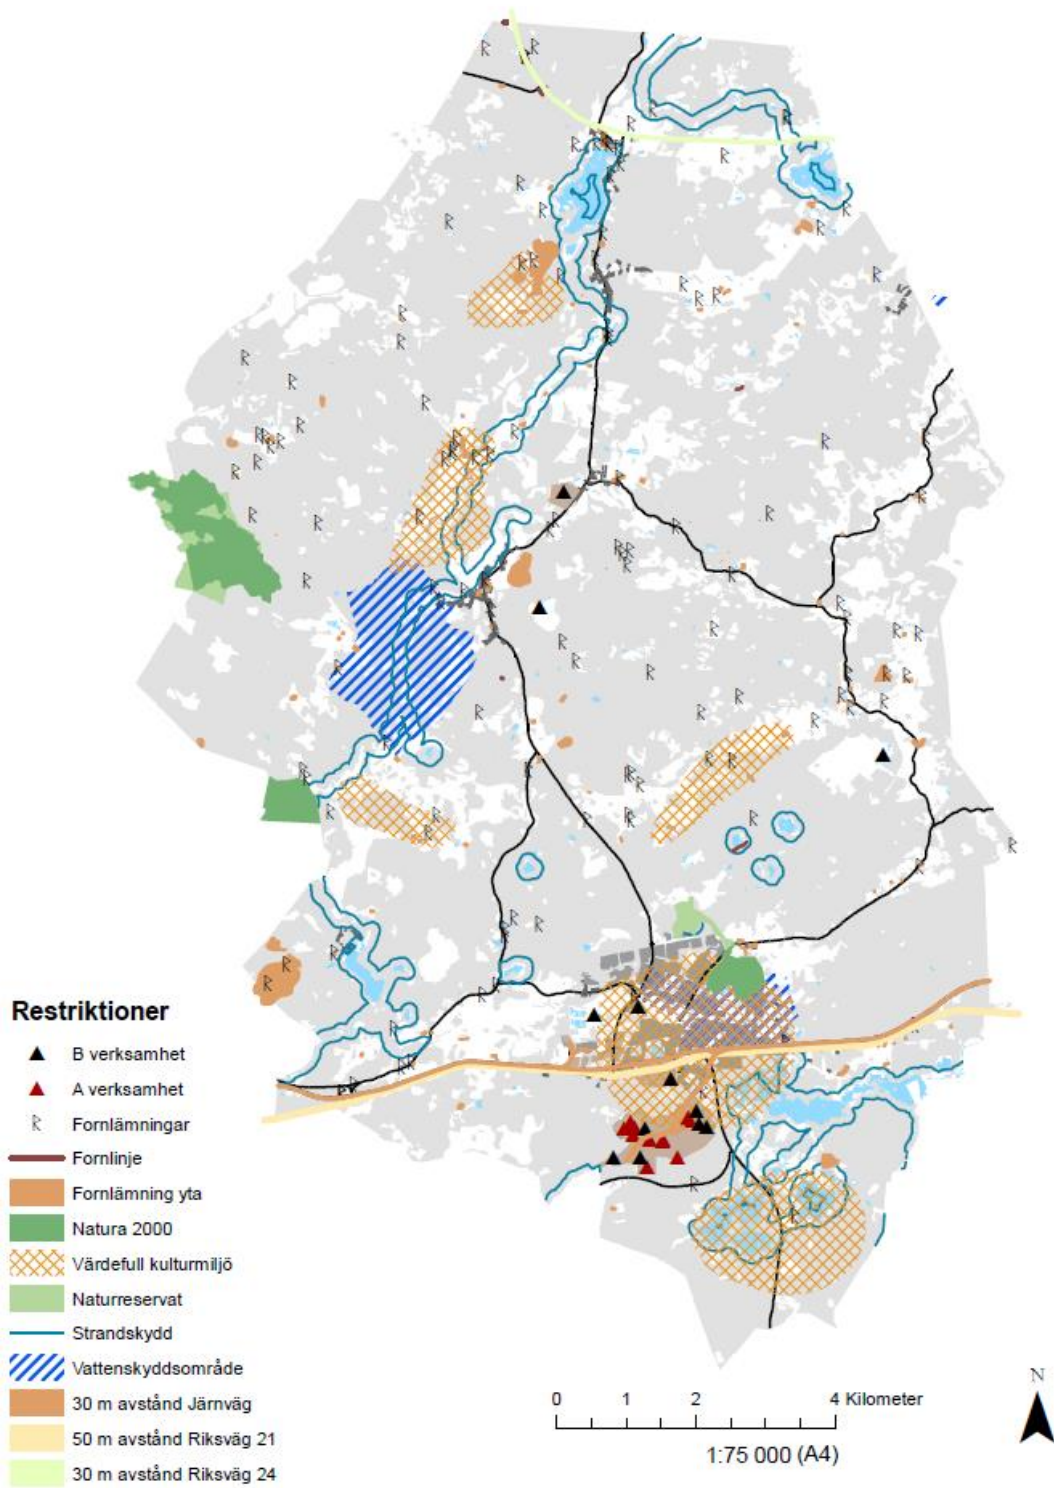 Restriktioner
B verksamhet
A verksamhet
Fornlämningar
Fornlinje
Fornlämning yta
Natura 2000
Värdefull kulturmiljö
Naturreservat
Strandskydd
Vattenskyddsområde
30 m avstånd Järnväg
50 m avstånd Riksväg 21
30 m avstånd Riksväg 24
0 1 2 4 Kilometer
1:75 000 (A4)
N